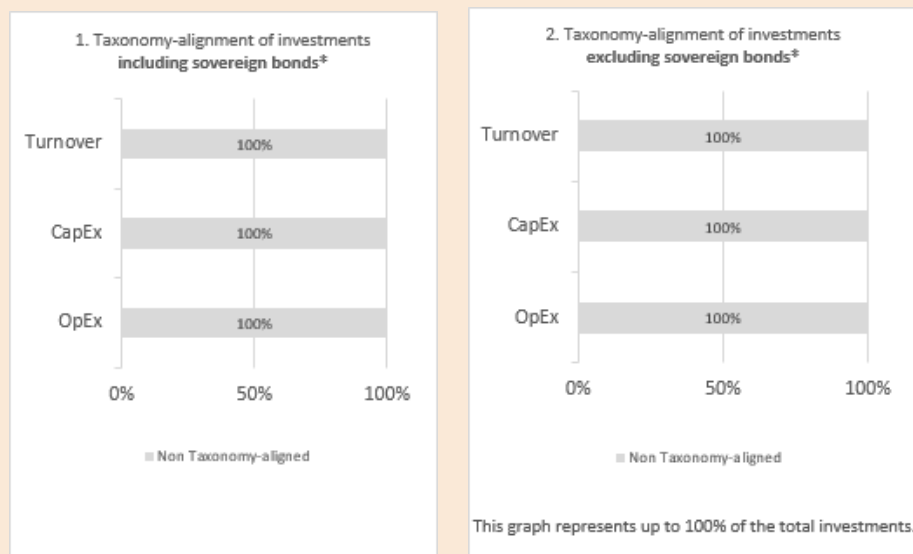 1. Taxonomy-alignment of investments
including sovereign bonds*
Turnover
100%
CapEx
100%
OpEx
100%
0%
50%
100%
Non Taxonomy-aligned
2. Taxonomy-alignment of investments
excluding sovereign bonds*
Turnover
100%
CapEx
100%
OpEx
100%
0%
50%
100%
Non Taxonomy-aligned
This graph represents up to 100% of the total investments.